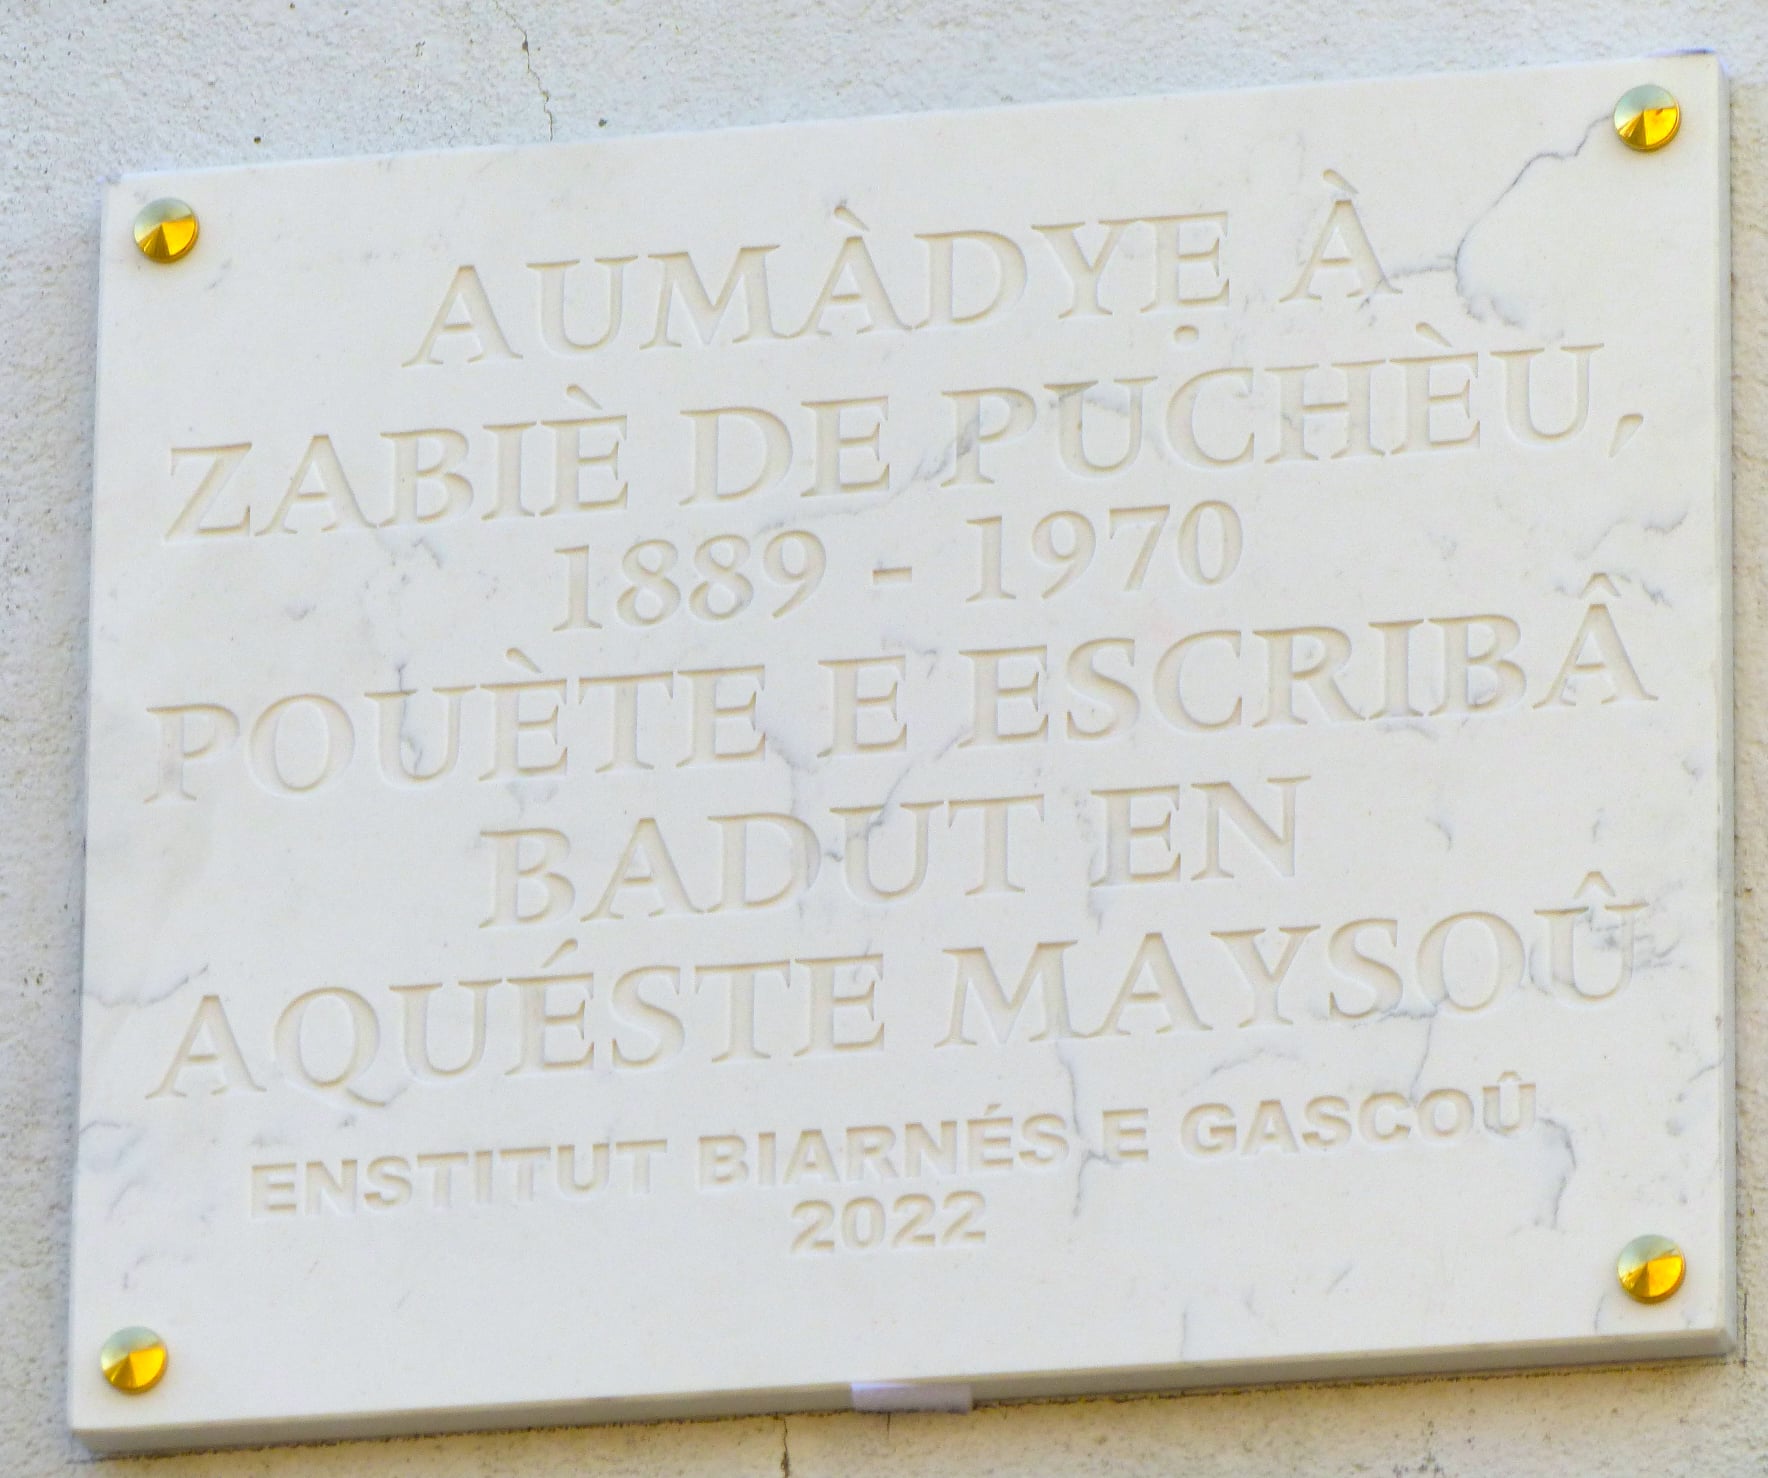 AUMÀDYẸ À
ZABIÈ DE PUCHÈU,
1889 - 1970
POUÈTE E ESCRIBÂ
BADUT EN
AQUÉSTE MAYSOÛ
ENSTITUT BIARNÉS E GASCOÛ
2022